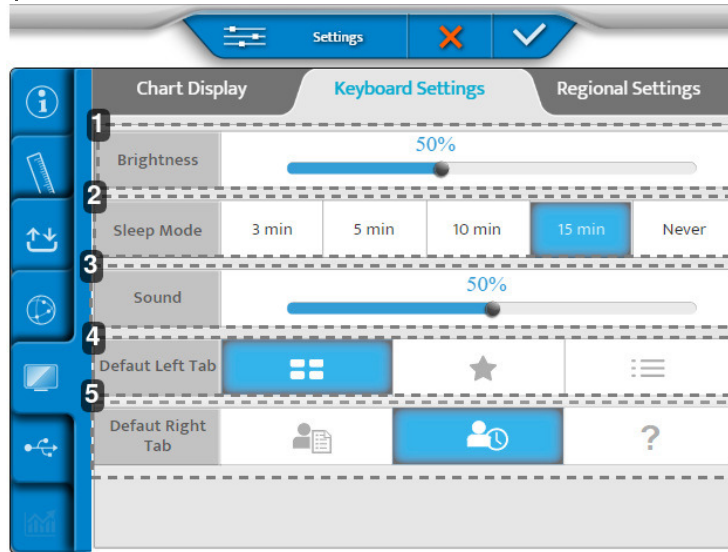 Settings
Chart Display
Keyboard Settings
Regional Settings
1
Brightness
50%
2
Sleep Mode
3 min
5 min
10 min
15 min
Never
3
Sound
50%
4
Defaut Left Tab
5
Defaut Right
Tab
?